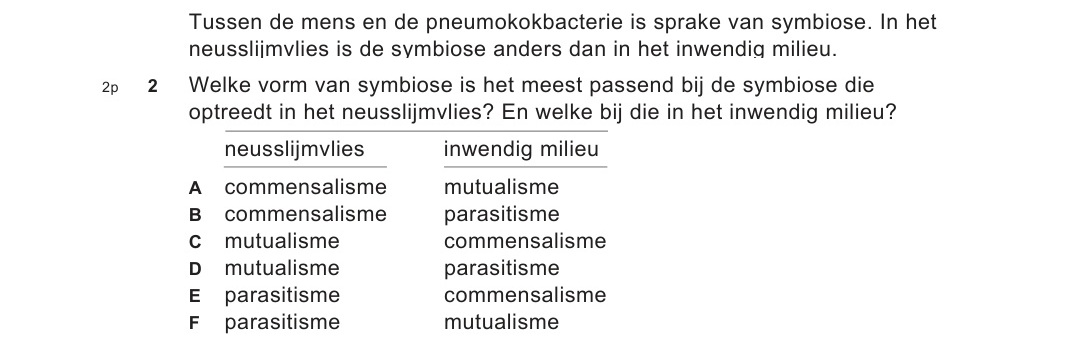 Tussen de mens en de pneumokokbacterie is sprake van symbiose. In het
neusslijmvlies is de symbiose anders dan in het inwendig milieu.
2p 2 Welke vorm van symbiose is het meest passend bij de symbiose die
optreedt in het neusslijmvlies? En welke bij die in het inwendig milieu?
neusslijmvlies inwendig milieu
A commensalisme mutualisme
B commensalisme parasitisme
C mutualisme commensalisme
D mutualisme parasitisme
E parasitisme commensalisme
F parasitisme mutualisme